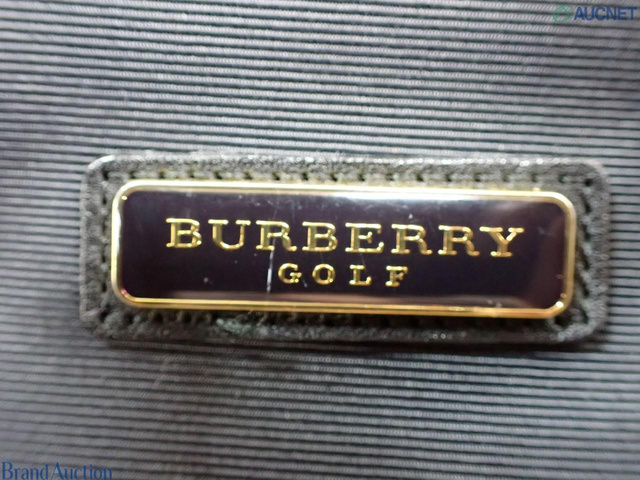 AUCNET
BURBERRY
GOLF
Brand Auction